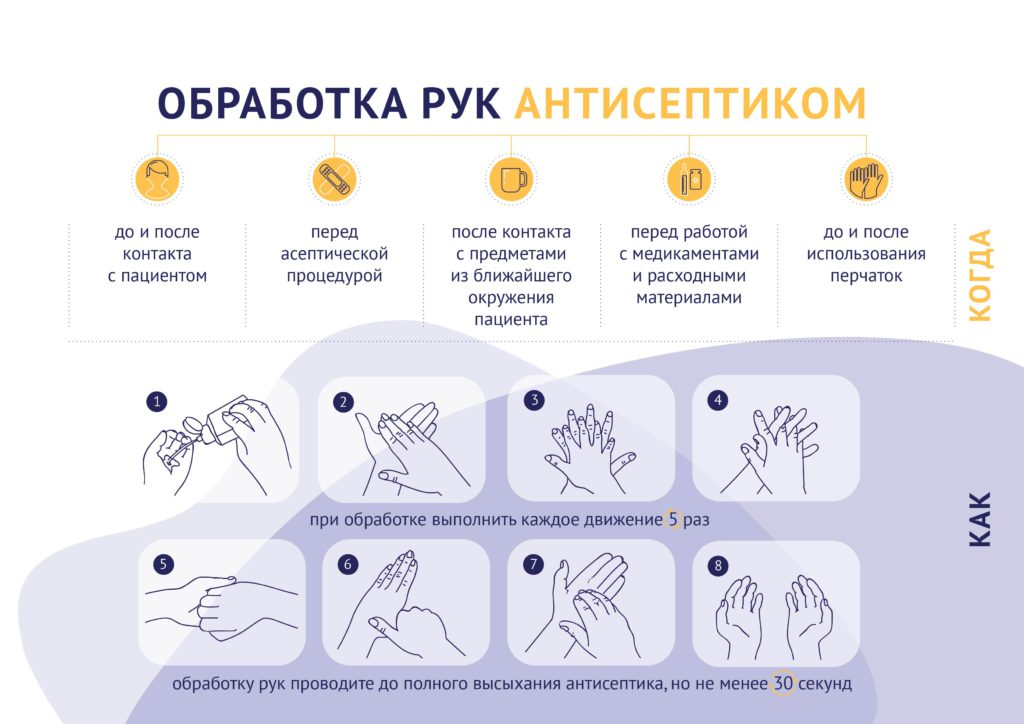 ОБРАБОТКА РУК АНТИСЕПТИКОМ
до и после
контакта
с пациентом
перед
асептической
процедурой
после контакта
с предметами
из ближайшего
окружения
пациента
перед работой
с медикаментами
и расходными
материалами
до и после
использования
перчаток
КОГДА
1
2
3
4
при обработке выполнить каждое движение 5 раз
КАК
5
6
7
8
обработку рук проводите до полного высыхания антисептика, но не менее 30 секунд